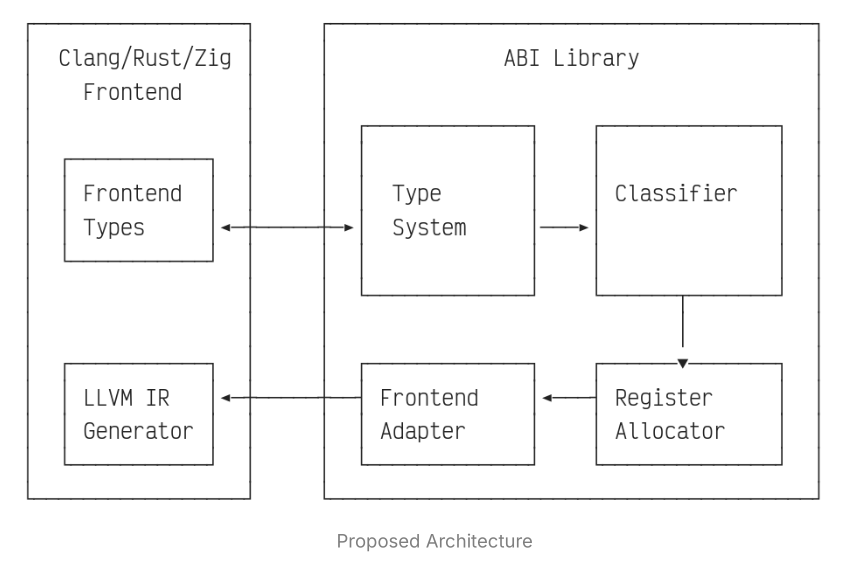 Clang/Rust/Zig
Frontend
ABI Library
Frontend
Types
Type
System
Classifier
LLVM IR
Generator
Frontend
Adapter
Register
Allocator
Proposed Architecture